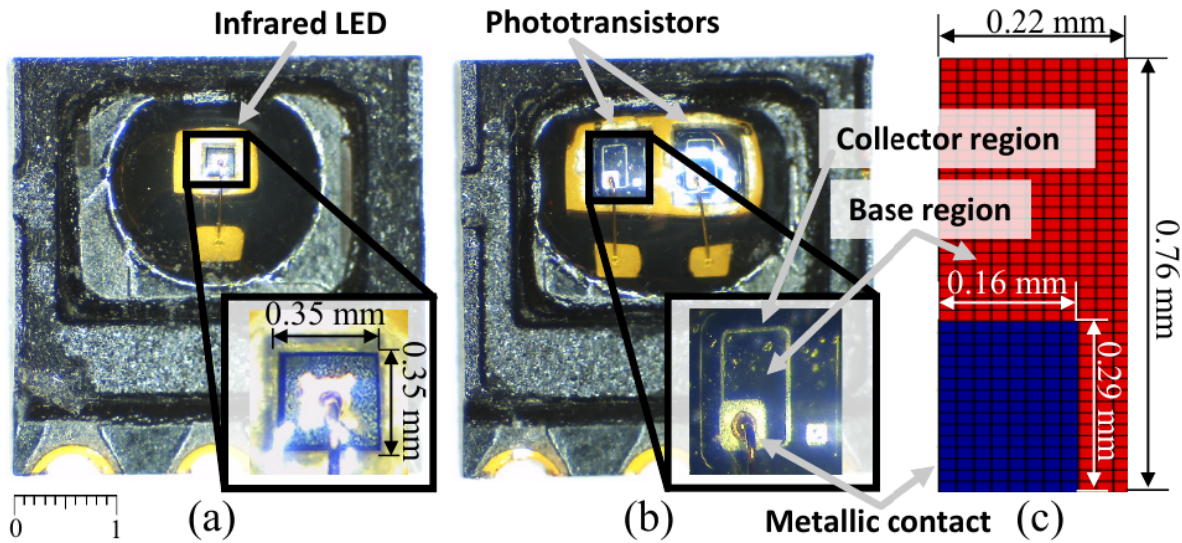 Infrared LED
Phototransistors
0.22 mm
Collector region
Base region
0.76 mm
0.16 mm
0.35 mm
0.35 mm
0.29 mm
0 1
(a)
(b)
Metallic contact
(c)